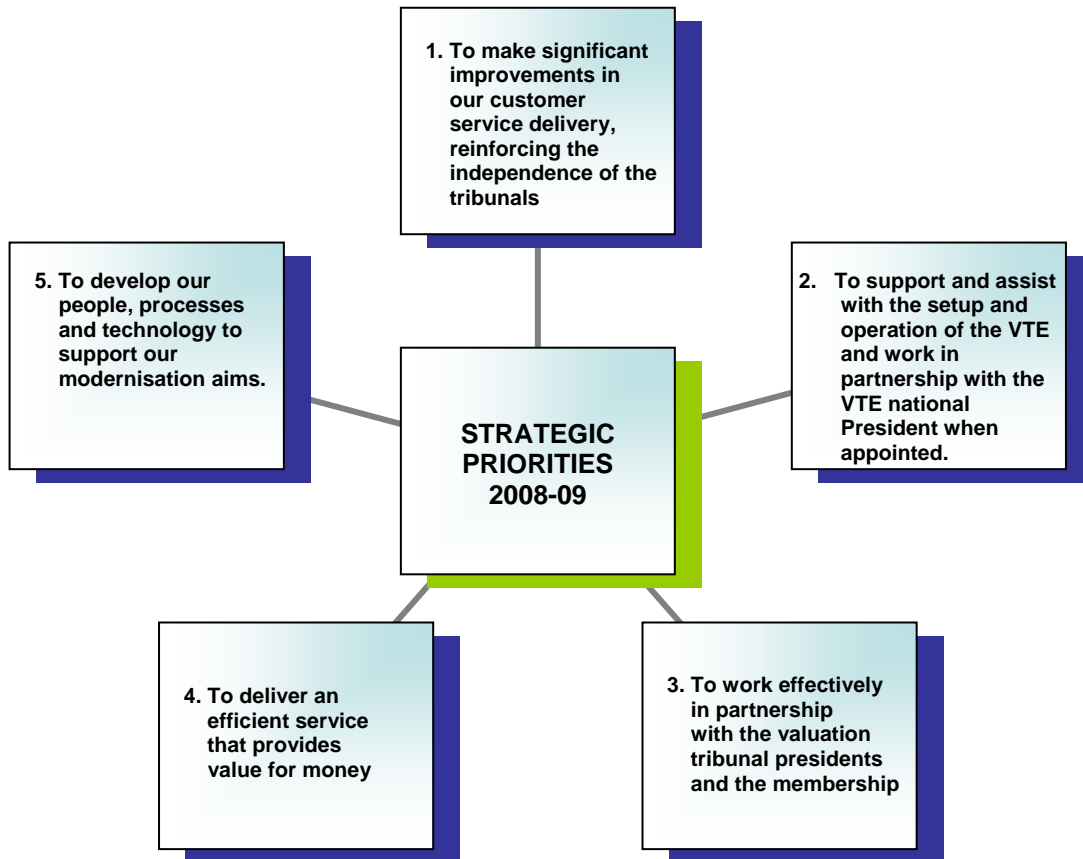 1. To make significant
improvements in
our customer
service delivery,
reinforcing the
independence of the
tribunals
5. To develop our
people, processes
and technology to
support our
modernisation aims.
2. To support and assist
with the setup and
operation of the VTE
and work in
partnership with the
VTE national
President when
appointed.
STRATEGIC
PRIORITIES
2008-09
4. To deliver an
efficient service
that provides
value for money
3. To work effectively
in partnership
with the valuation
tribunal presidents
and the membership